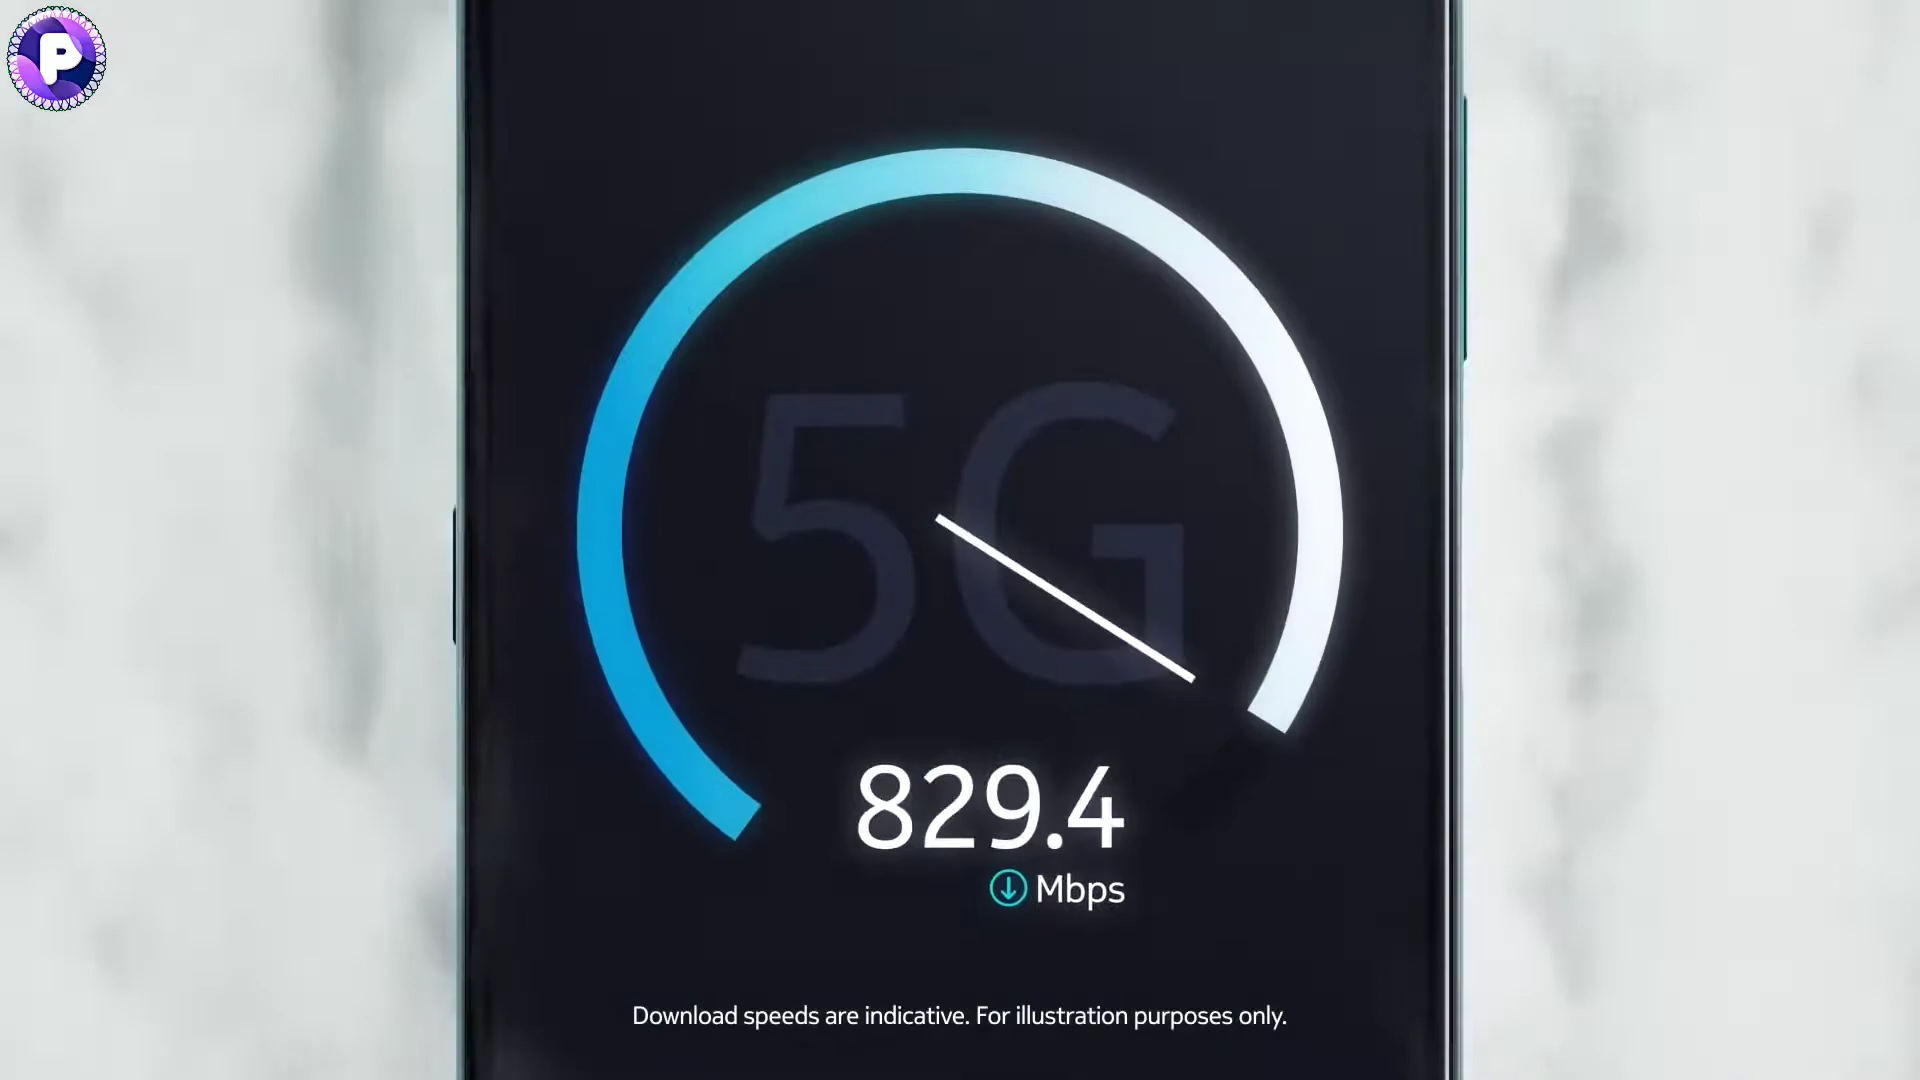 P
5G
829.4
Mbps
Download speeds are indicative. For illustration purposes only.